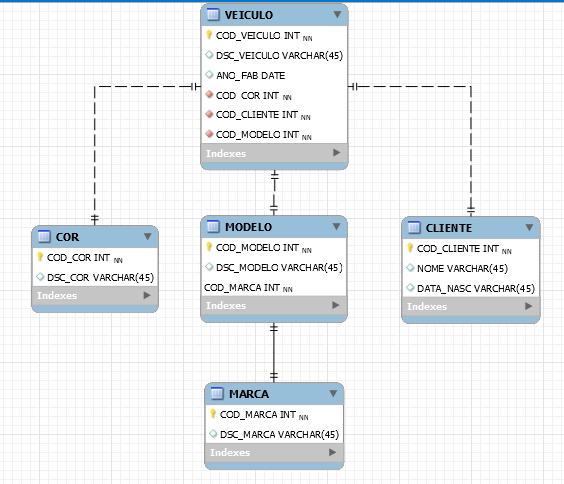 VEICULO
COD_VEICULO INT NN
DSC_VEICULO VARCHAR(45)
ANO_FAB DATE
COD_COR INT NN
COD_CLIENTE INT NN
COD_MODELO INT NN
Indexes
COR
COD_COR INT NN
DSC_COR VARCHAR(45)
Indexes
MODELO
COD_MODELO INT NN
DSC_MODELO VARCHAR(45)
COD_MARCA INT NN
Indexes
CLIENTE
COD_CLIENTE INT NN
NOME VARCHAR(45)
DATA_NASC VARCHAR(45)
Indexes
MARCA
COD_MARCA INT NN
DSC_MARCA VARCHAR(45)
Indexes